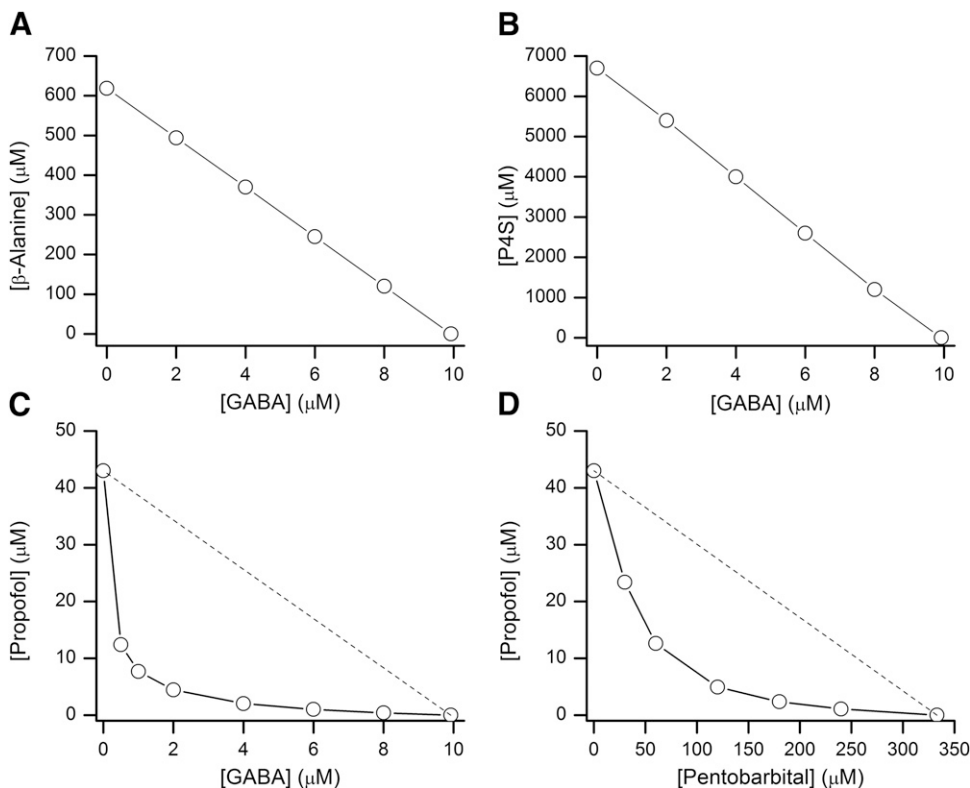 A
700
600
500
400
300
200
100
0
[β-Alanine] (μM)
0 2 4 6 8 10
[GABA] (μM)
B
7000
6000
5000
4000
3000
2000
1000
0
[P4S] (μM)
0 2 4 6 8 10
[GABA] (μM)
C
50
40
30
20
10
0
[Propofol] (μM)
0 2 4 6 8 10
[GABA] (μM)
D
50
40
30
20
10
0
[Propofol] (μM)
0 50 100 150 200 250 300 350
[Pentobarbital] (μM)